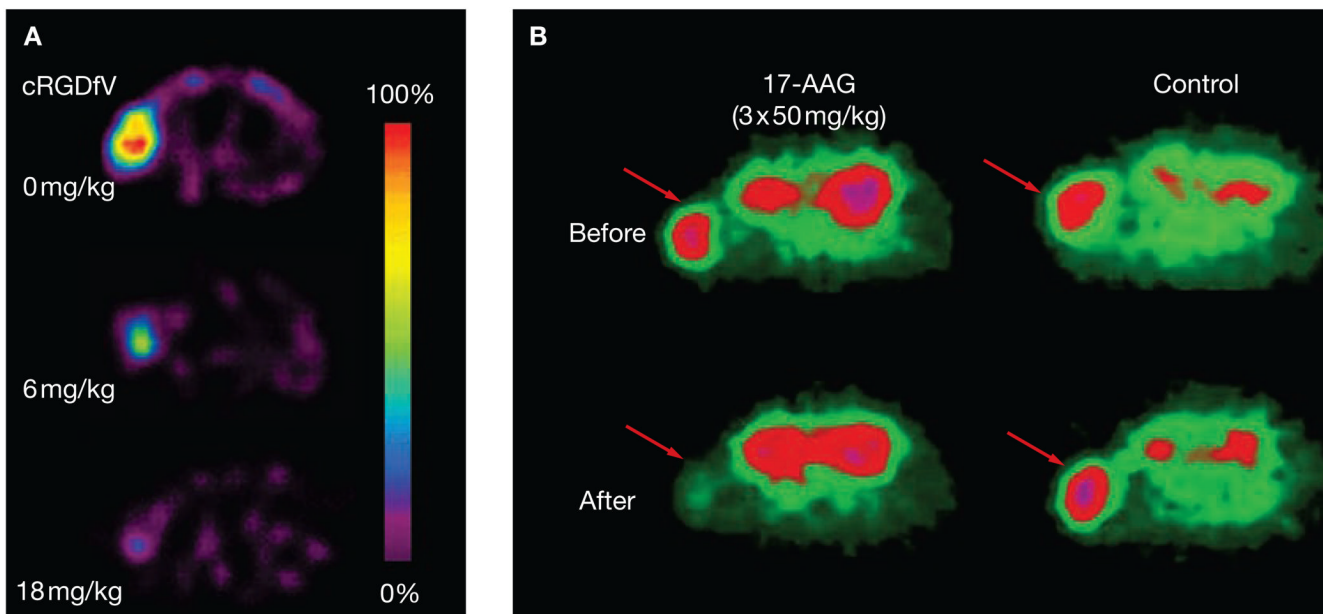 A
cRGDfV
100%
0 mg/kg
6 mg/kg
18 mg/kg
0%
B
17-AAG
(3 x 50 mg/kg)
Control
Before
After